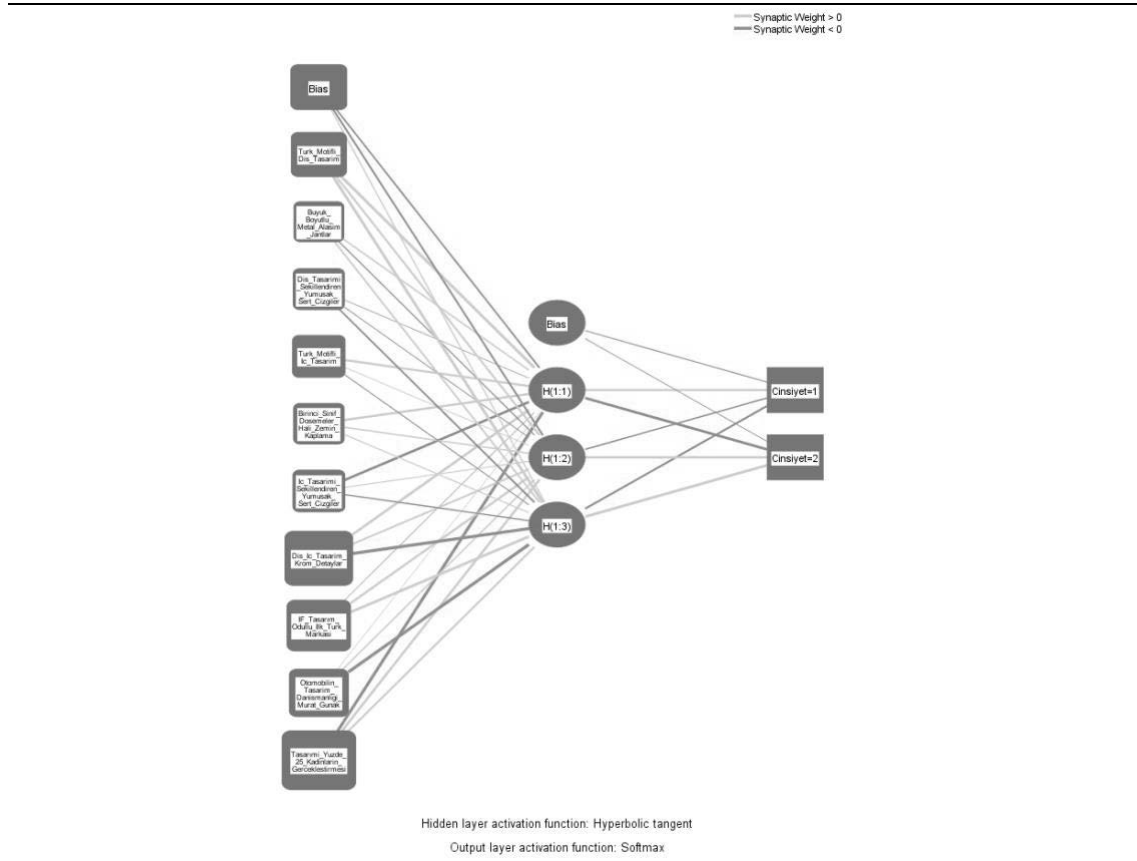 Synaptic Weight > 0
Synaptic Weight < 0
Bias
Turk_Motifli_
Dis_Tasarim
Buyuk_
Boyutlu_
Metal_Alasim
_Jantlar
Dis_Tasarimi
_Sekillendiren
_Yumusak_
Sert_Cizgiler
Turk_Motifli_
Ic_Tasarim
Birinci_Sinif_
Dosemeler_
Hali_Zemin_
Kaplama
Ic_Tasarimi_
Sekillendiren_
Yumusak_
Sert_Cizgiler
Dis_Ic_Tasarim_
Krom_Detaylar
IF_Tasarim_
Odullu_Ilk_Turk_
Markasi
Otomobilin_
Tasarim_
Danismanligi_
Murat_Gunak
Tasarimi_Yuzde_
25_Kadinlarin_
Gerceklestirmesi
Bias
H(1:1)
H(1:2)
H(1:3)
Cinsiyet=1
Cinsiyet=2
Hidden layer activation function: Hyperbolic tangent
Output layer activation function: Softmax